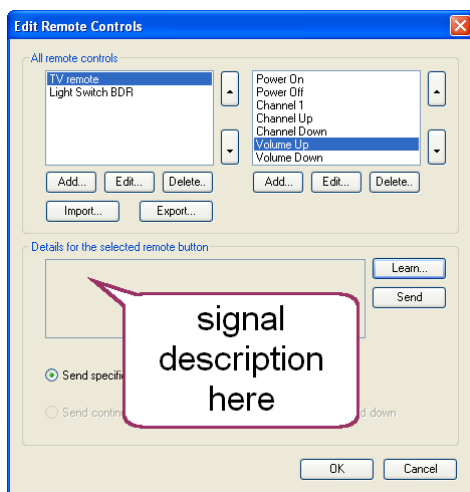 Edit Remote Controls
All remote controls
TV remote
Light Switch BDR
Power On
Power Off
Channel 1
Channel Up
Channel Down
Volume Up
Volume Down
Add... Edit... Delete.. Add... Edit... Delete..
Import... Export...
Details for the selected remote button
Learn...
Send
signal
description
here
Send specifi
Send contin d down
OK Cancel